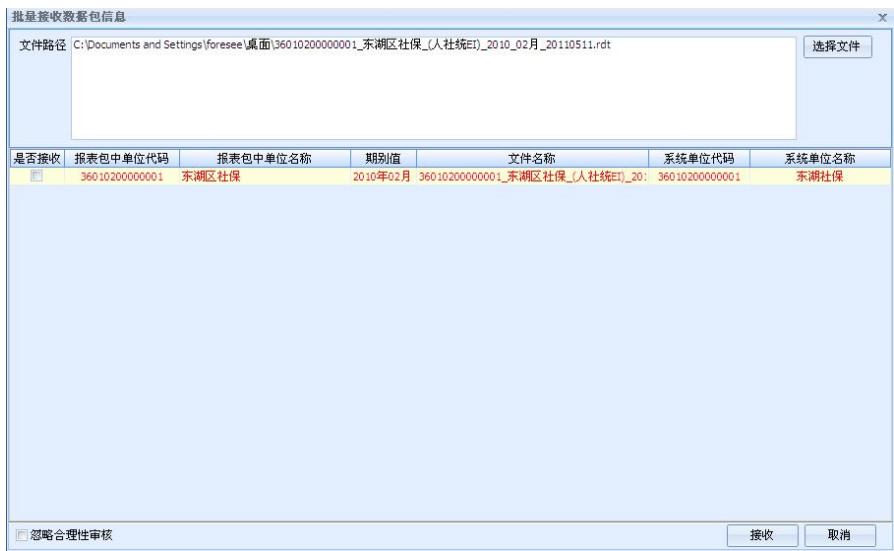 批量接收数据包信息
文件路径 C:\Documents and Settings\foresee\桌面\36010200000001_东湖区社保_(人社统EI)_2010_02月_20110511.rdt 选择文件
是否接收 报表包中单位代码 报表包中单位名称 期别值 文件名称 系统单位代码 系统单位名称
36010200000001 东湖区社保 2010年02月 36010200000001_东湖区社保_(人社统EI)_20: 36010200000001 东湖社保
忽略合理性审核 接收 取消